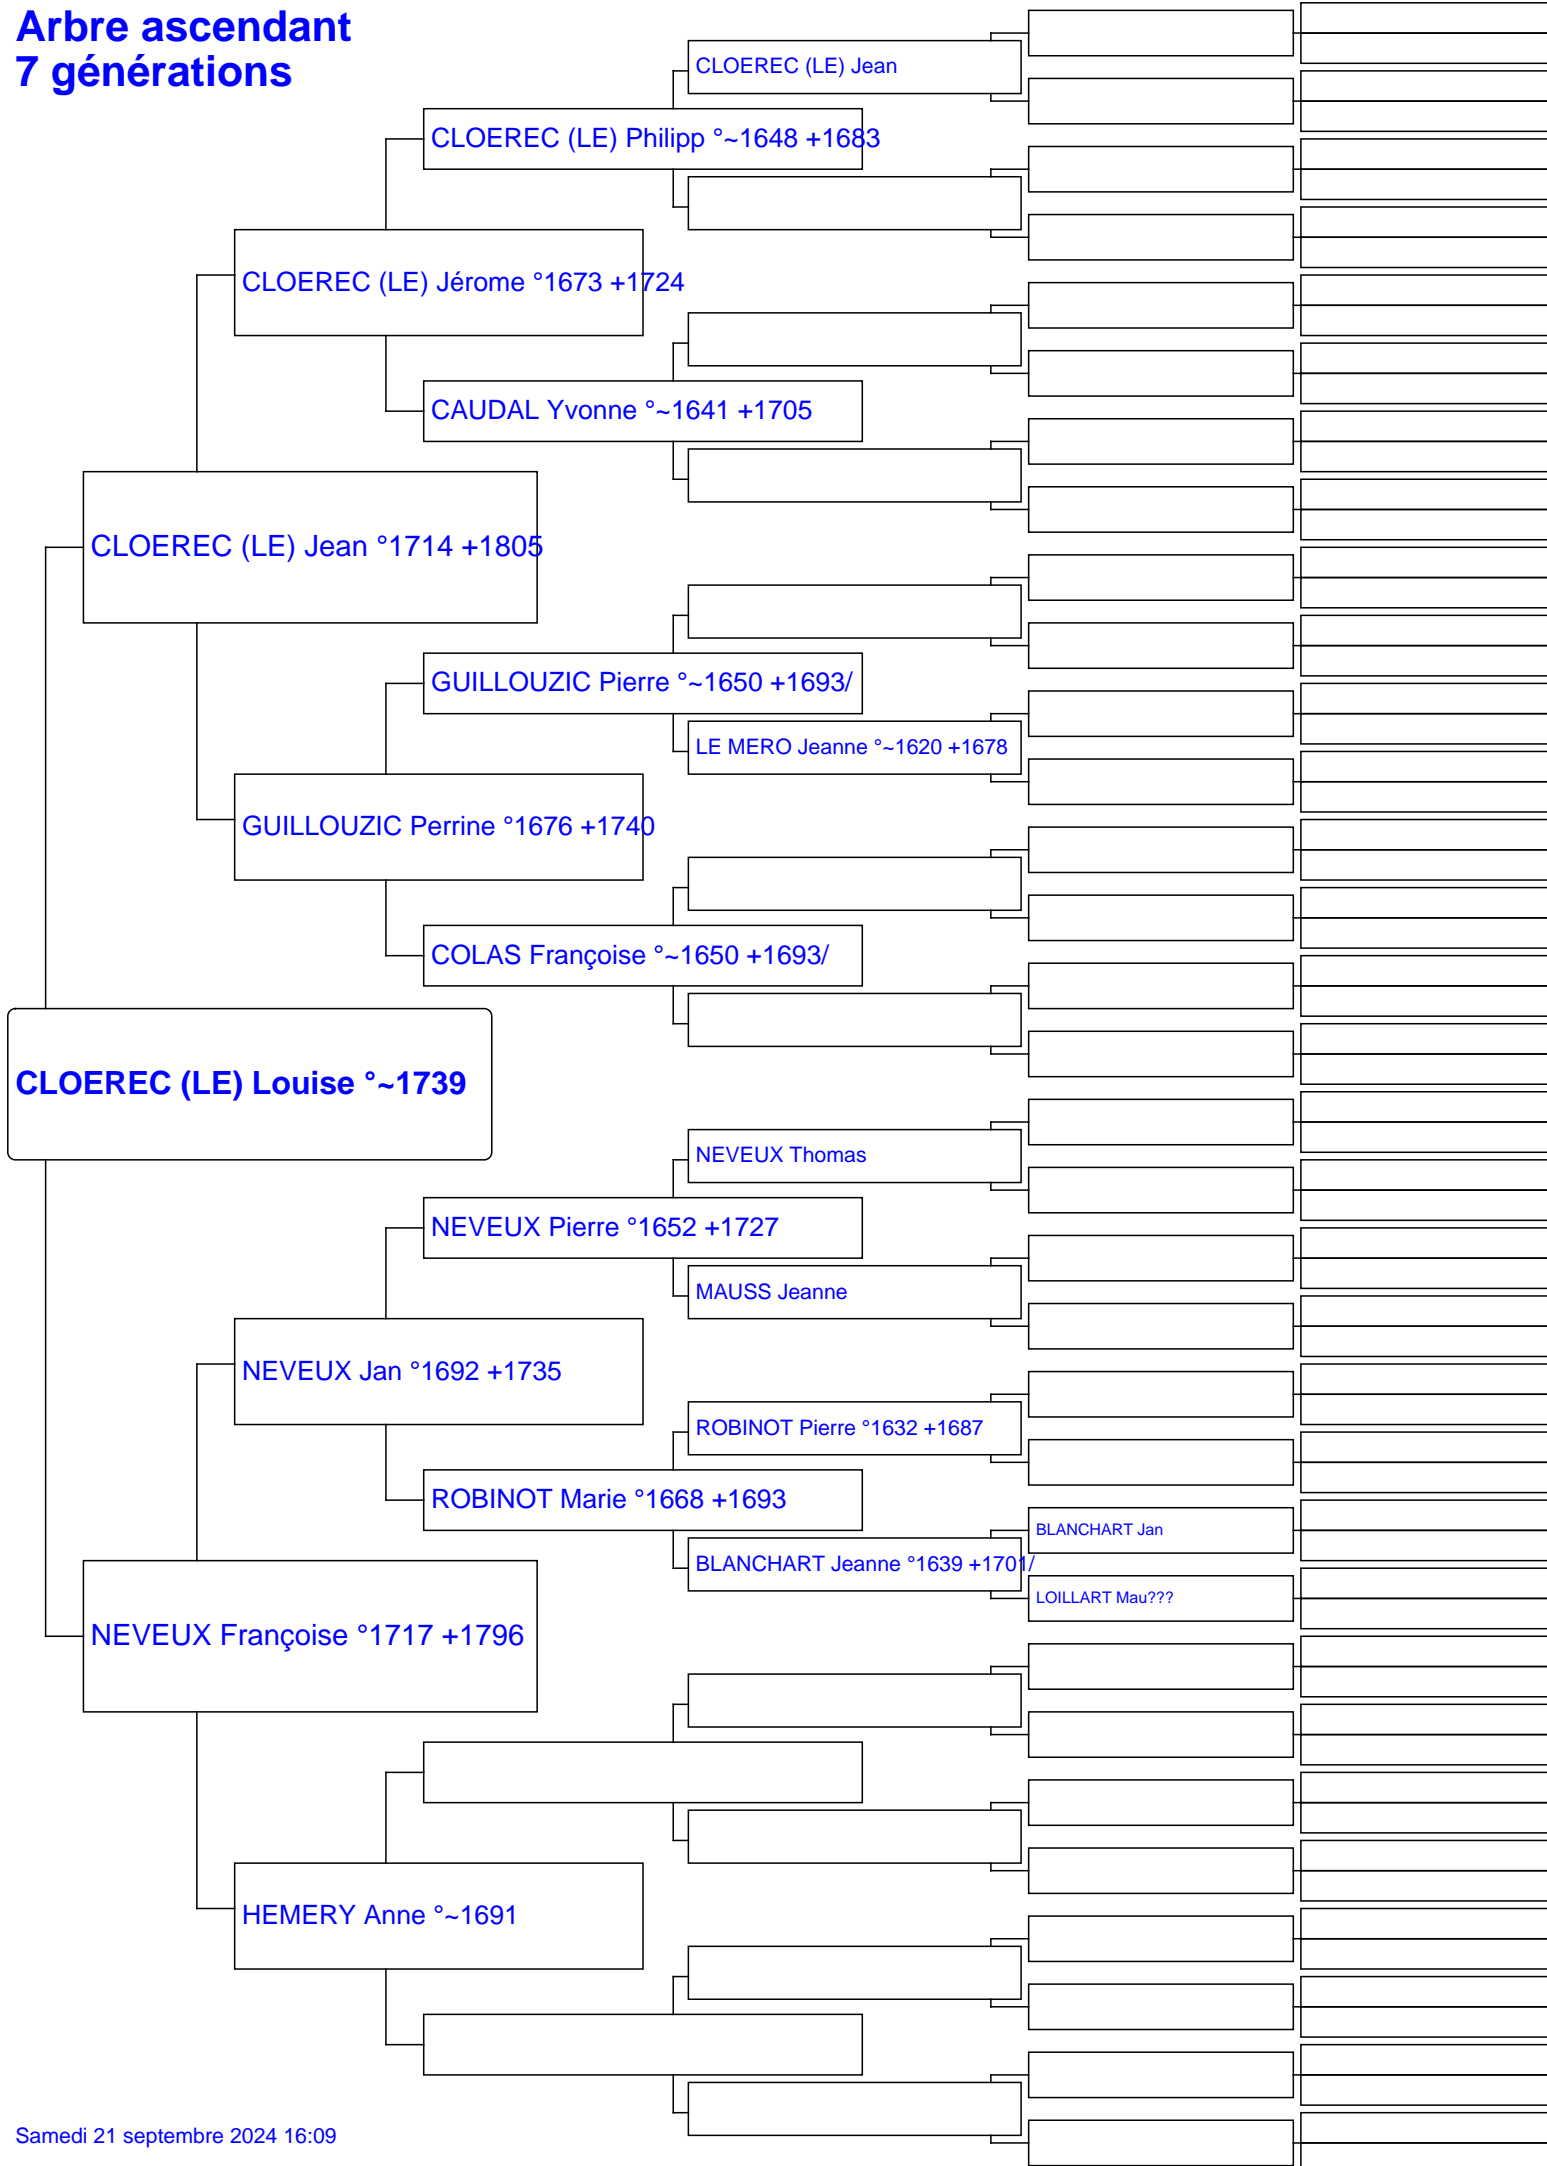 Arbre ascendant
7 générations
CLOEREC (LE) Jean
CLOEREC (LE) Philipp °~1648 +1683
CLOEREC (LE) Jérome °1673 +1724
CAUDAL Yvonne °~1641 +1705
CLOEREC (LE) Jean °1714 +1805
GUILLOUZIC Pierre °~1650 +1693/
LE MERO Jeanne °~1620 +1678
GUILLOUZIC Perrine °1676 +1740
COLAS Françoise °~1650 +1693/
CLOEREC (LE) Louise °~1739
NEVEUX Thomas
NEVEUX Pierre °1652 +1727
MAUSS Jeanne
NEVEUX Jan °1692 +1735
ROBINOT Pierre °1632 +1687
ROBINOT Marie °1668 +1693
BLANCHART Jan
BLANCHART Jeanne °1639 +1701/
LOILLART Mau???
NEVEUX Françoise °1717 +1796
HEMERY Anne °~1691
Samedi 21 septembre 2024 16:09